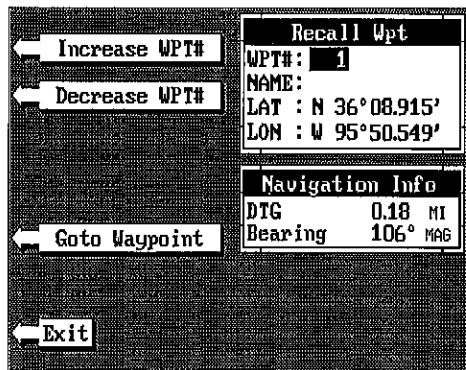 Increase WPT#
Decrease WPT#
Goto Waypoint
Exit
Recall Wpt
WPT#: 1
NAME:
LAT : N 36°08.915'
LON : W 95°50.549'
Navigation Info
DTG 0.18 MI
Bearing 106° MAG